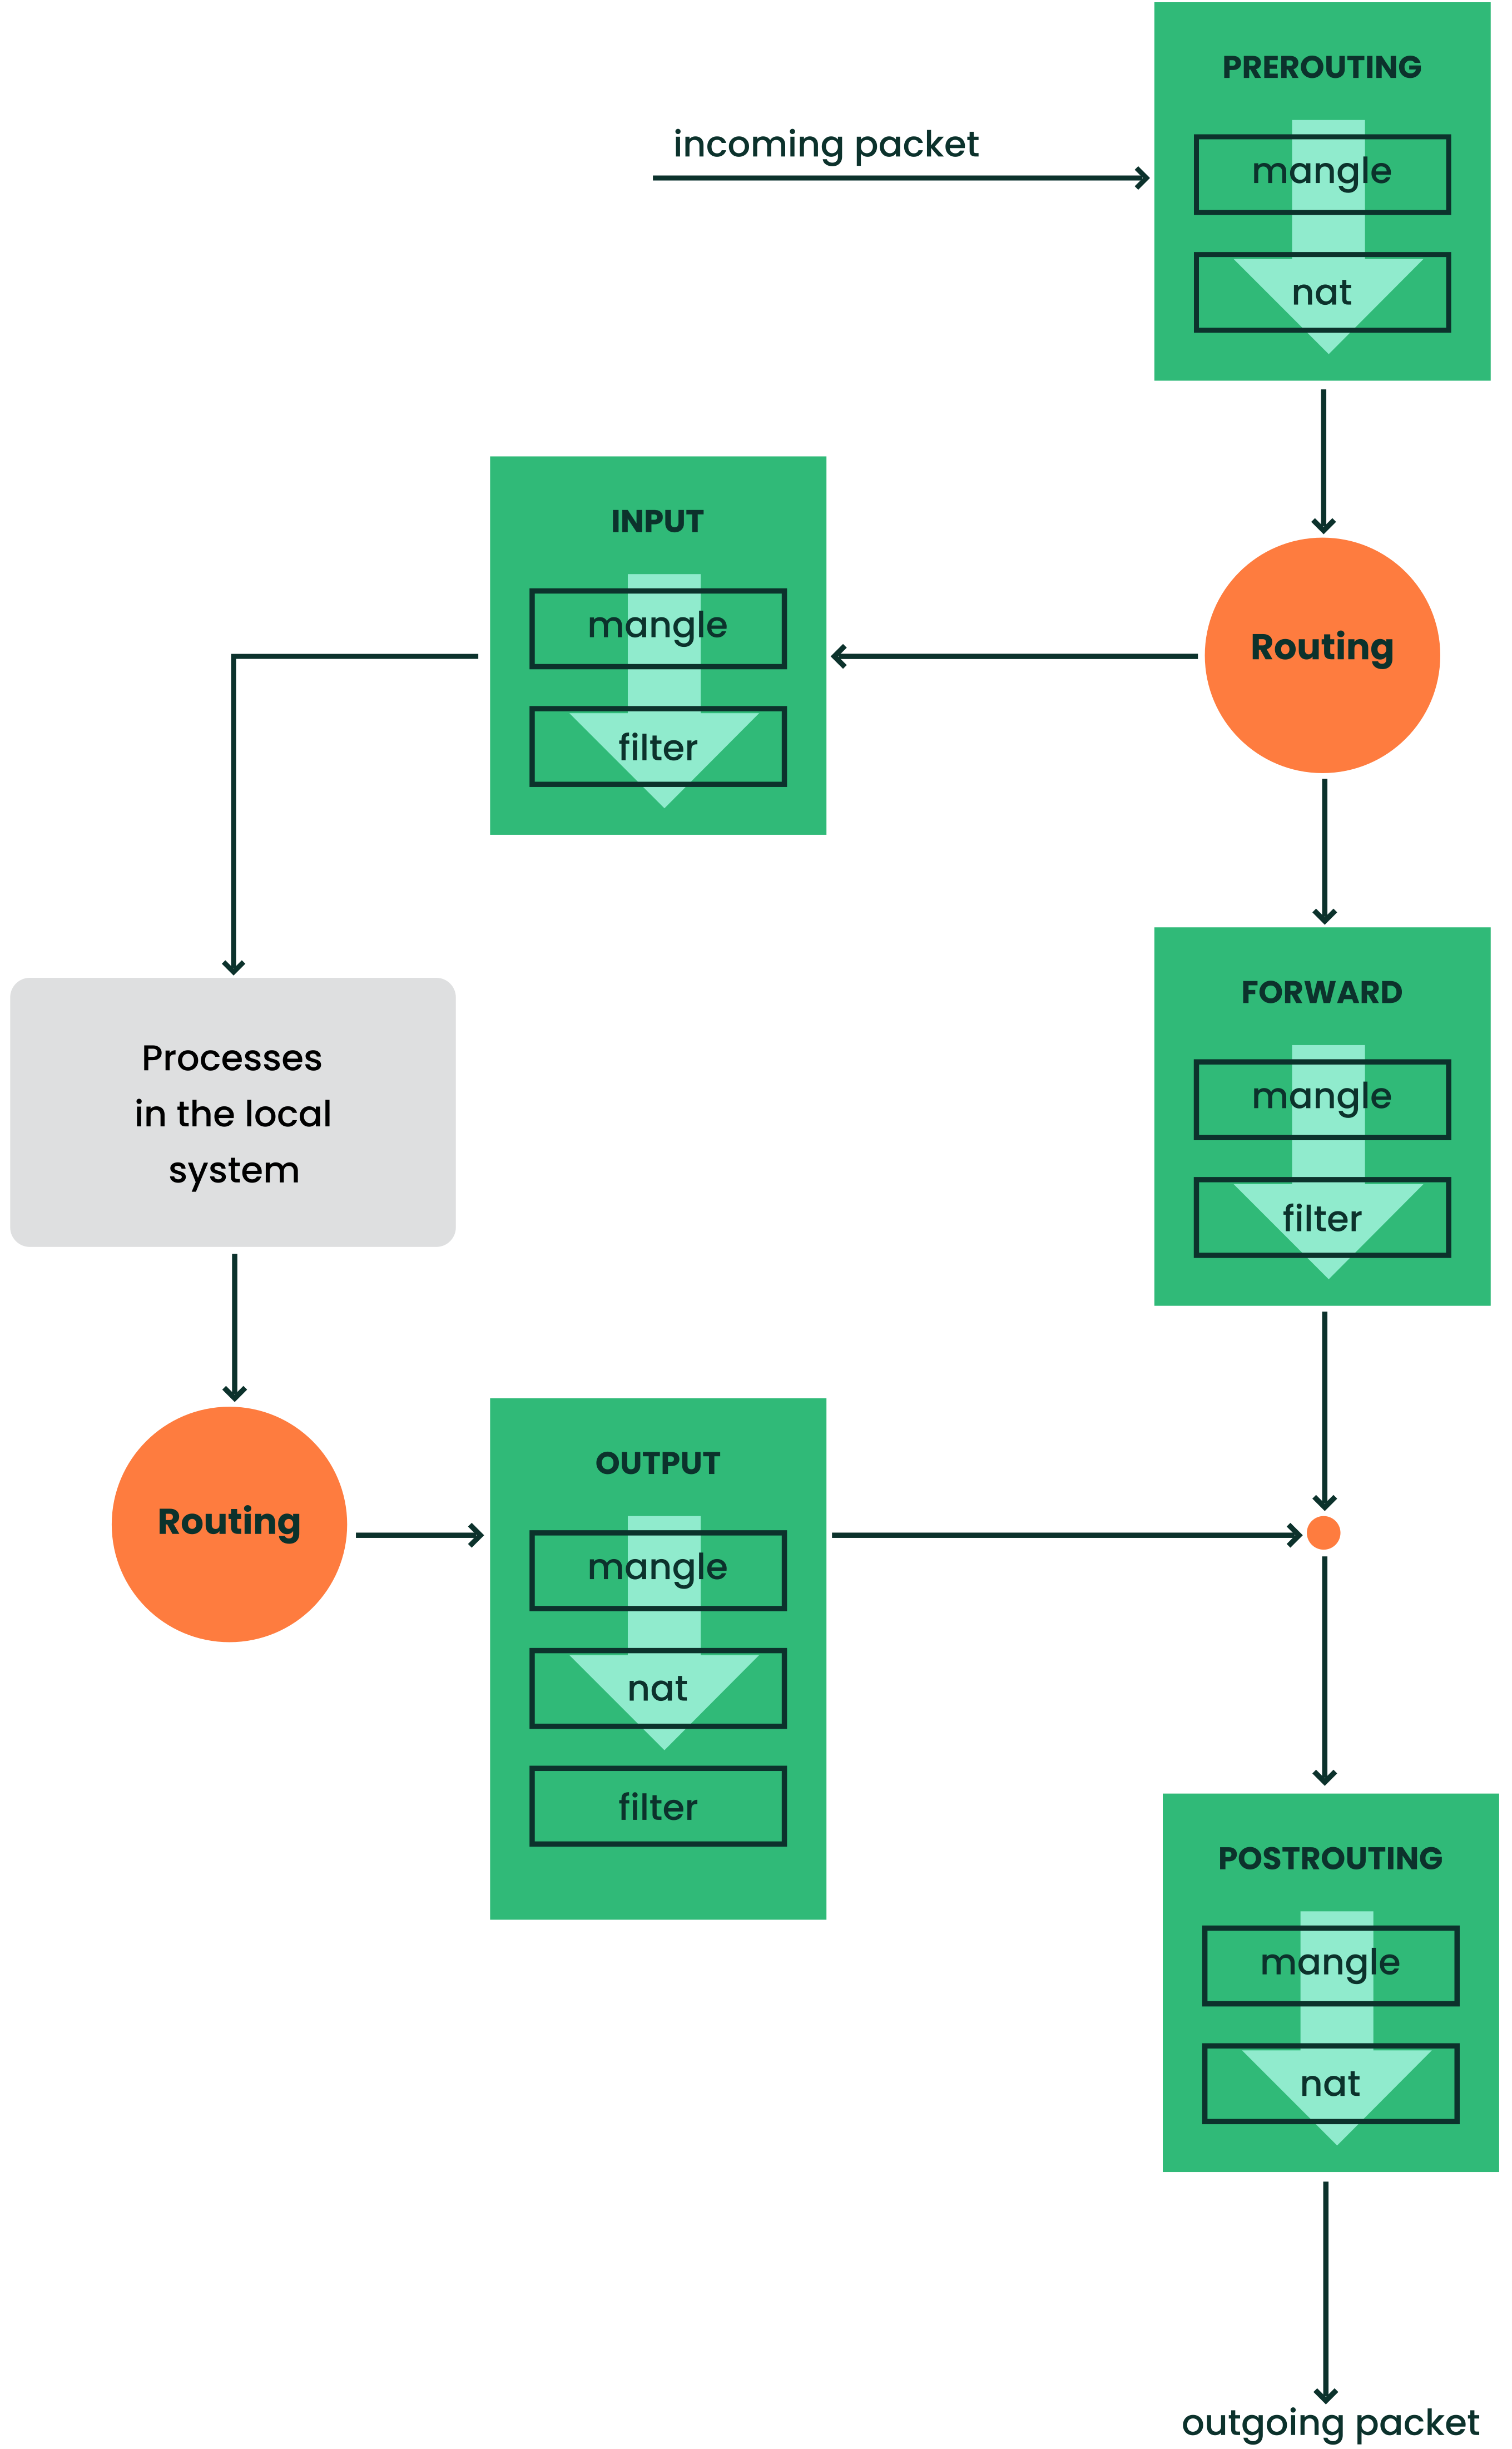 PREROUTING
incoming packet
mangle
nat
INPUT
mangle
filter
Routing
FORWARD
mangle
filter
Processes
in the local
system
Routing
OUTPUT
mangle
nat
filter
POSTROUTING
mangle
nat
outgoing packet